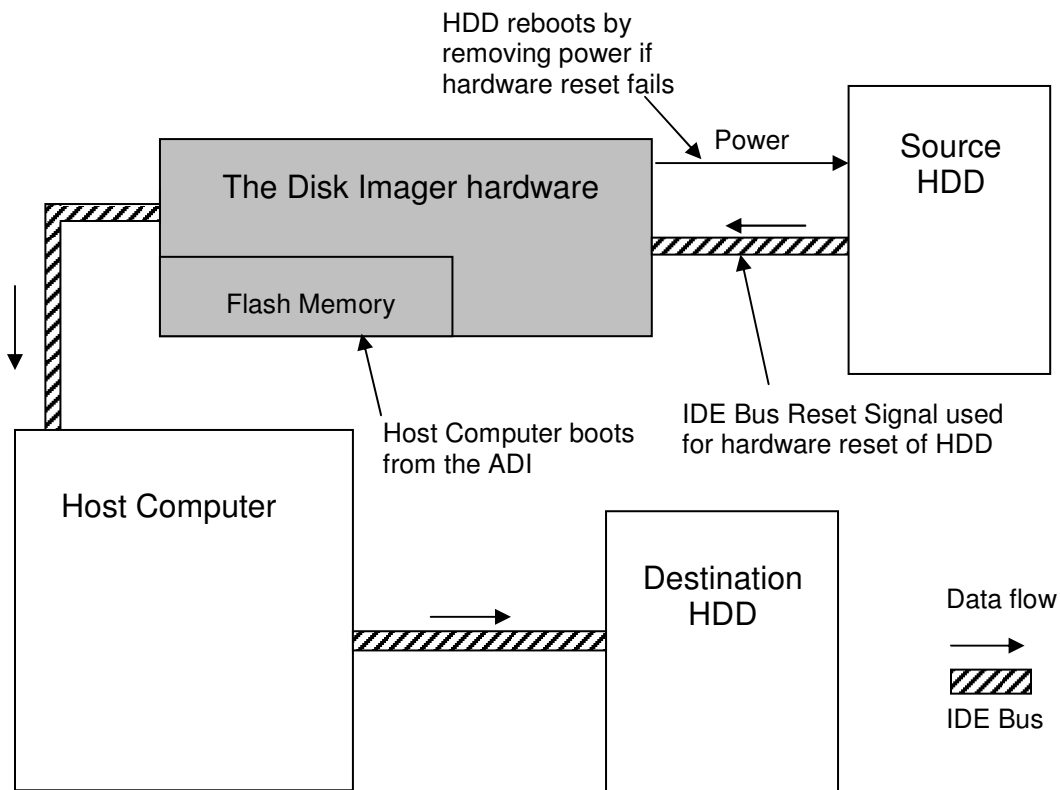 HDD reboots by
removing power if
hardware reset fails
Power
Source
HDD
The Disk Imager hardware
Flash Memory
Host Computer boots
from the ADI
IDE Bus Reset Signal used
for hardware reset of HDD
Host Computer
Destination
HDD
Data flow
IDE Bus